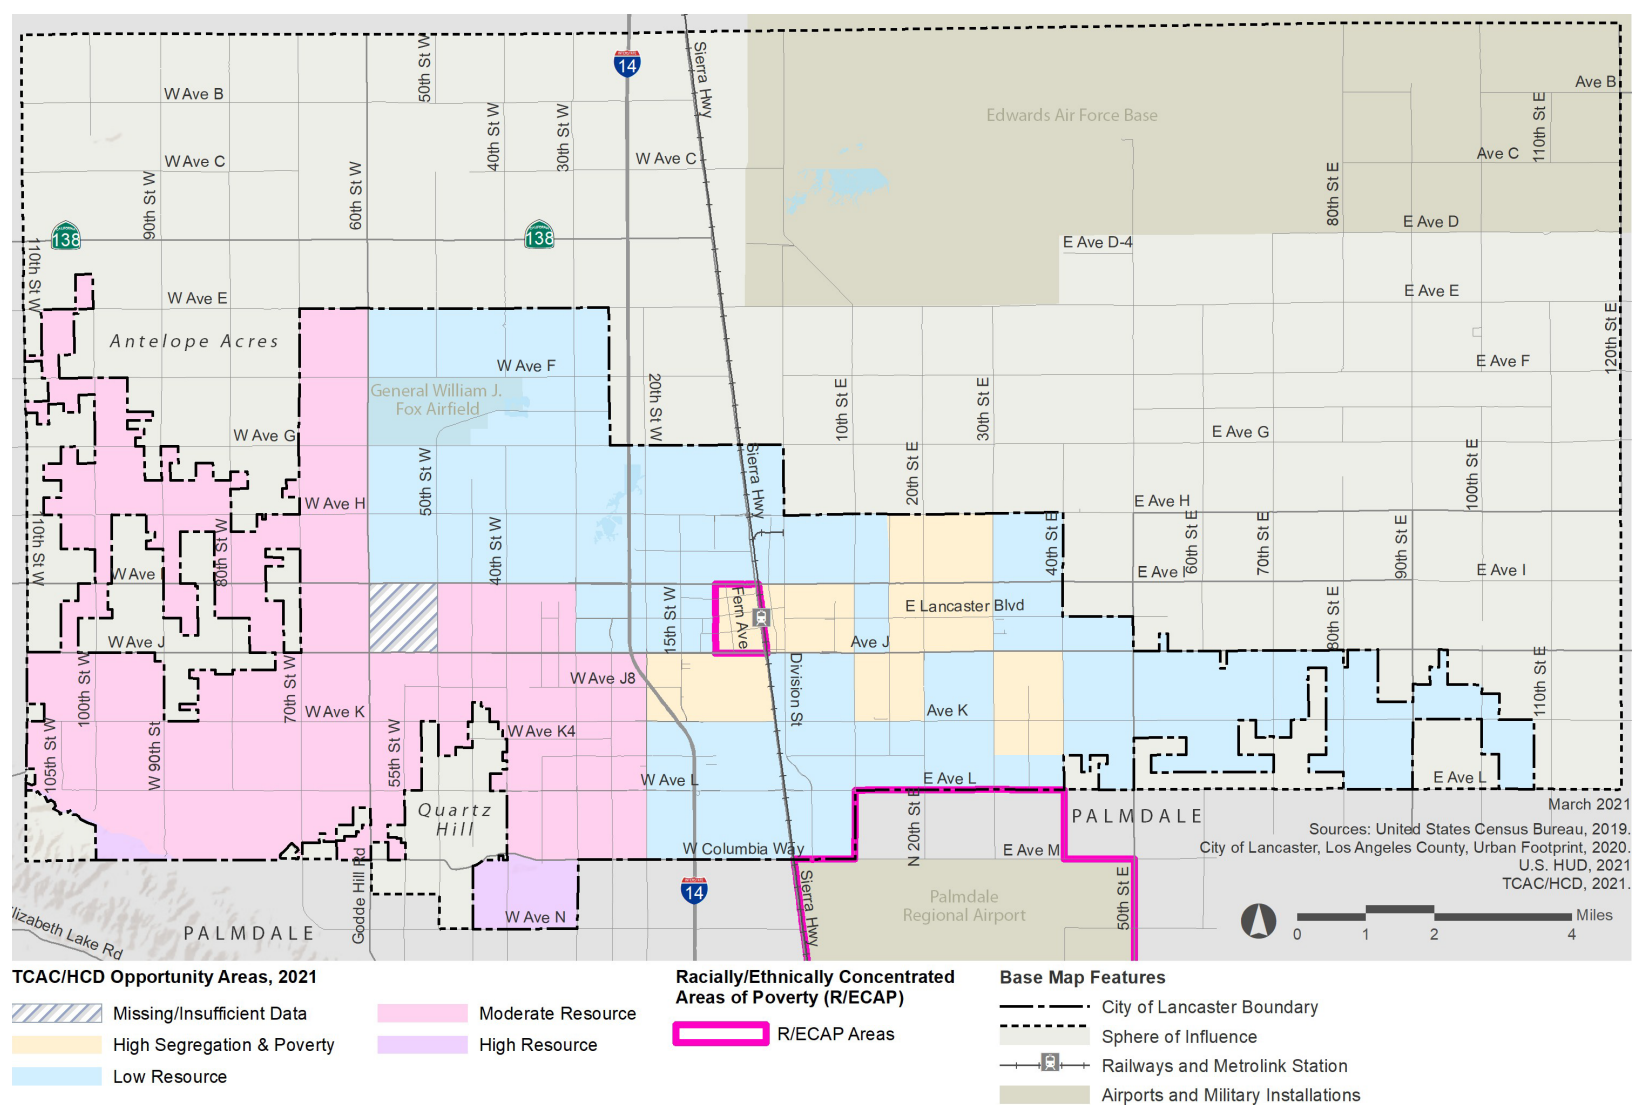 50th St W
INTERSTATE
14
Sierra Hwy
W Ave B
Ave B
Edwards Air Force Base
40th St W
30th St W
110th St E
W Ave C
W Ave C
Ave C
90th St W
60th St W
80th St E
CALIFORNIA
138
CALIFORNIA
138
E Ave D
E Ave D-4
110th St W
W Ave E
E Ave E
Antelope Acres
120th St E
W Ave F
E Ave F
General William J.
Fox Airfield
20th St W
10th St E
30th St E
W Ave G
E Ave G
50th St W
Sierra Hwy
20th St E
100th St E
W Ave H
E Ave H
110th St W
80th St W
40th St W
40th St E
60th St E
70th St E
90th St E
W Ave I
E Ave I
E Ave I
15th St W
Fern Ave
E Lancaster Blvd
80th St E
W Ave J
Ave J
100th St W
70th St W
W Ave J8
Division St
110th St E
W Ave K
Ave K
105th St W
W 90th St
55th St W
W Ave K4
W Ave L
E Ave L
E Ave L
Quartz
Hill
N 20th St E
PALMDALE
W Columbia Way
E Ave M
March 2021
Sources: United States Census Bureau, 2019.
City of Lancaster, Los Angeles County, Urban Footprint, 2020.
U.S. HUD, 2021
TCAC/HCD, 2021.
Godde Hill Rd
INTERSTATE
14
Sierra Hwy
Palmdale
Regional Airport
50th St E
W Ave N
Elizabeth Lake Rd
PALMDALE
Miles
0 1 2 4
TCAC/HCD Opportunity Areas, 2021
Missing/Insufficient Data
High Segregation & Poverty
Low Resource
Moderate Resource
High Resource
Racially/Ethnically Concentrated
Areas of Poverty (R/ECAP)
R/ECAP Areas
Base Map Features
City of Lancaster Boundary
Sphere of Influence
Railways and Metrolink Station
Airports and Military Installations